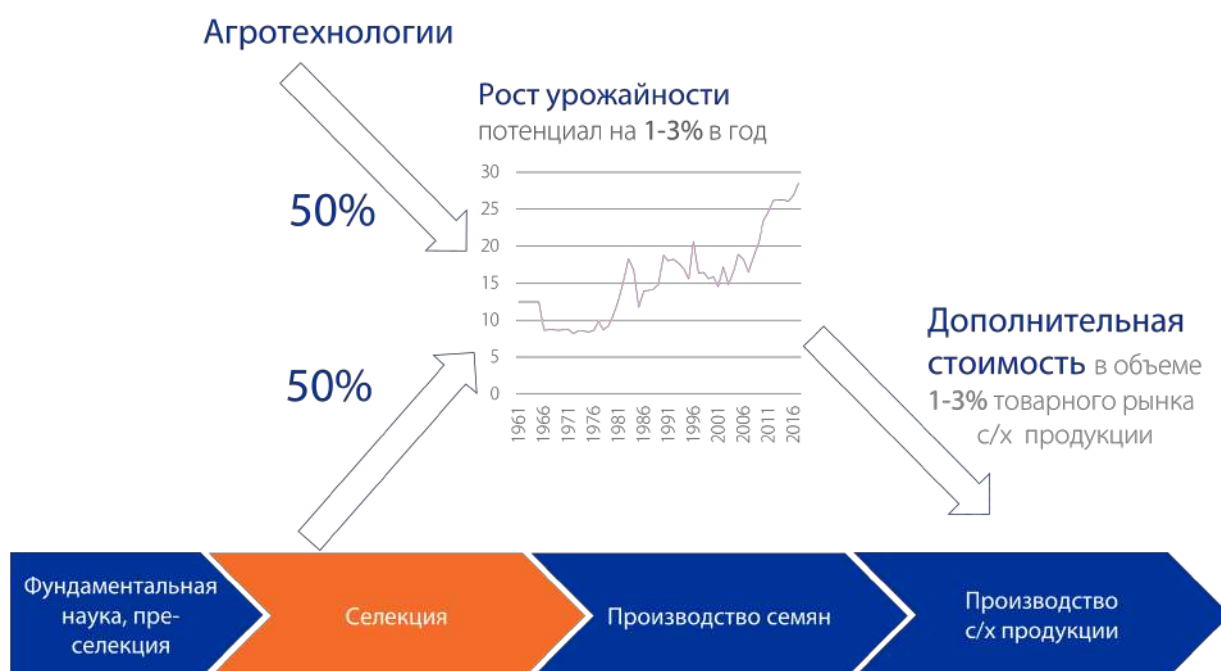 Агротехнологии
Рост урожайности
потенциал на 1-3% в год
50%
50%
30
25
20
15
10
5
0
1961
1966
1971
1976
1981
1986
1991
1996
2001
2006
2011
2016
Дополнительная
стоимость в объеме
1-3% товарного рынка
с/х продукции
Фундаментальная
наука, пре-
селекция
Селекция
Производство семян
Производство
с/х продукции